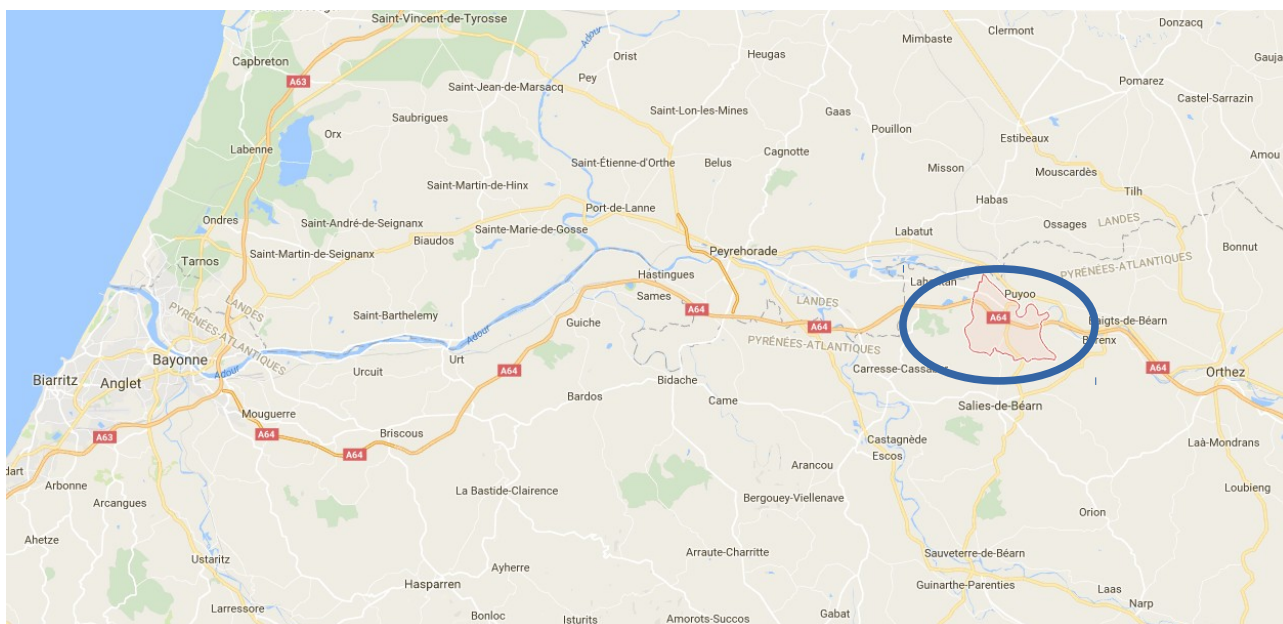 Saint-Vincent-de-Tyrosse
Donzacq
Clermont
Mimbaste
Adour
Orist
Heugas
Gauja
Capbreton
A63
Pey
Pomarez
Saint-Jean-de-Marsacq
Castel-Sarrazin
Saint-Lon-les-Mines
Gaas
Saubrigues
Pouillon
Orx
Estibeaux
Labenne
Cagnotte
Amou
Saint-Étienne-d'Orthe
Belus
Misson
Mouscardès
Saint-Martin-de-Hinx
Tilh
Habas
Port-de-Lanne
Ondres
Saint-André-de-Seignanx
Sainte-Marie-de-Gosse
Ossages
LANDES
Labatut
Biaudos
Bonnut
Saint-Martin-de-Seignanx
Peyrehorade
Tarnos
PYRÉNÉES-ATLANTIQUES
Hastingues
Puyoo
Sames
LANDES
LANDES
Saint-Barthelemy
A64
A64
Guiche
A64
PYRÉNÉES-ATLANTIQUES
Adour
PYRÉNÉES-ATLANTIQUES
Bayonne
Urt
A64
A64
Carresse-Cassaber
Orthez
Adour
Urcuit
Biarritz
Anglet
Bidache
Bardos
Came
Salies-de-Béarn
Mouguerre
A63
A64
Briscous
Castagnède
Laà-Mondrans
A64
Escos
dart
Arancou
Arbonne
La Bastide-Clairence
Loubieng
Arcangues
Bergouey-Viellenave
Orion
Ahetze
Arraute-Charritte
Sauveterre-de-Béarn
Ustaritz
Ayherre
Hasparren
Guinarthe-Parenties
Laas
Narp
Larressore
Bonloc
Isturits
Amorots-Succos
Gabat